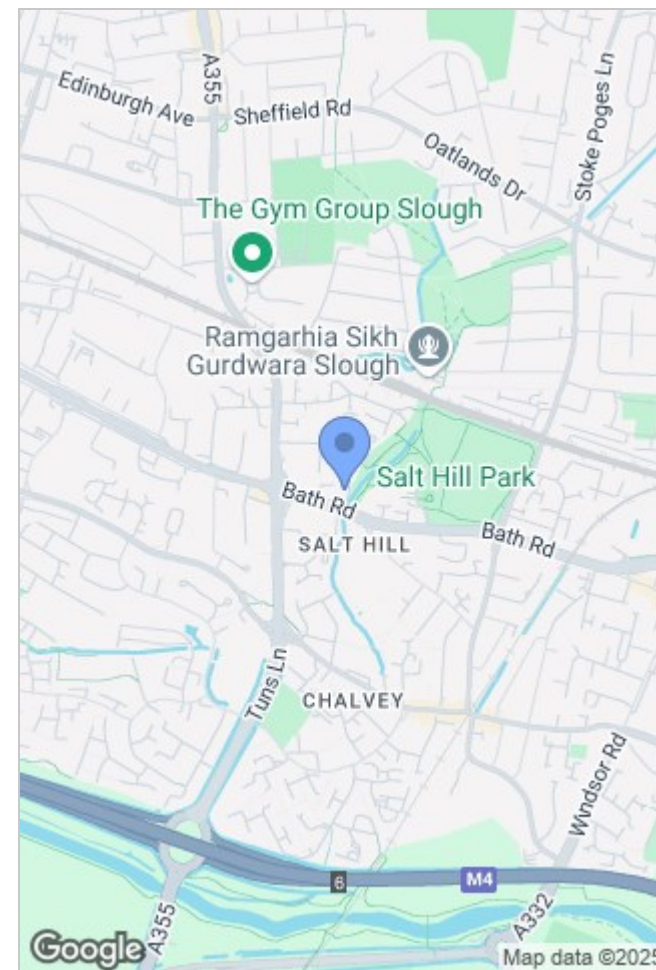 A355
Edinburgh Ave
Sheffield Rd
Oatlands Dr
Stoke Poges Ln
The Gym Group Slough
Ramgarhia Sikh
Gurdwara Slough
Salt Hill Park
Bath Rd
Bath Rd
SALT HILL
Tuns Ln
CHALVEY
Windsor Rd
6
M4
A355
A332
Google
Map data ©2025